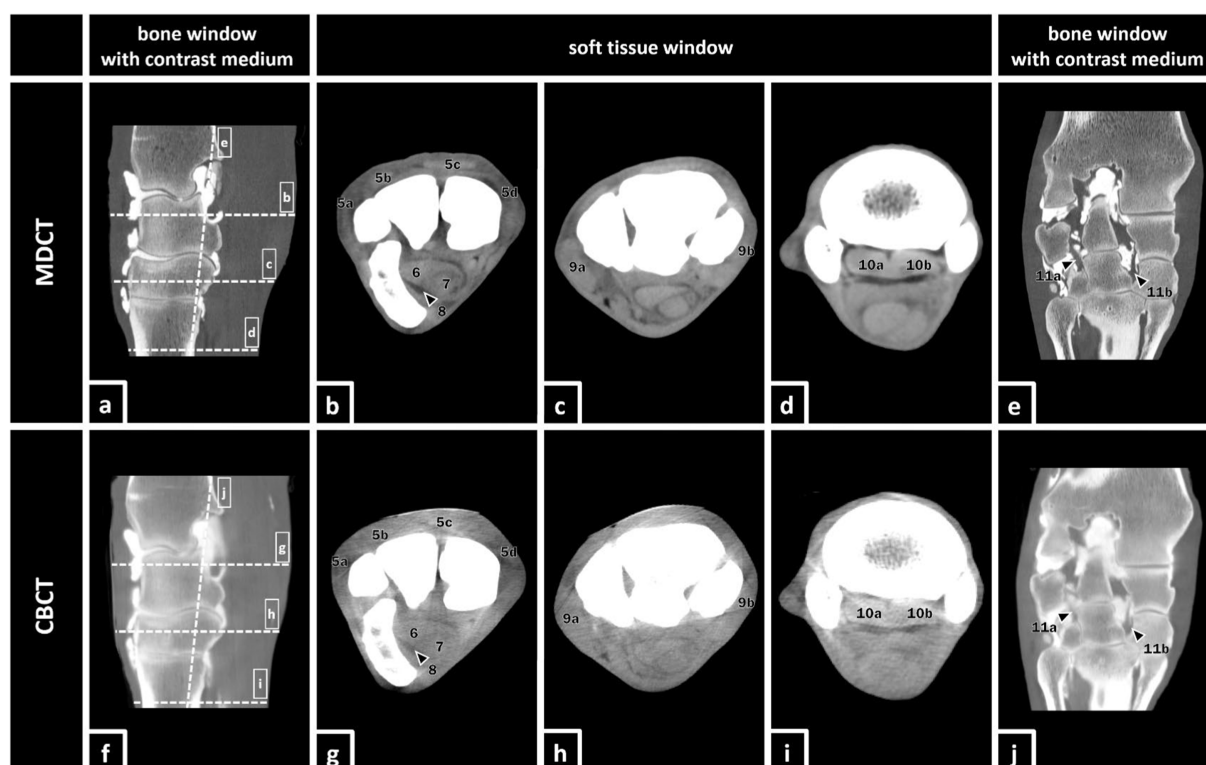 bone window
with contrast medium
soft tissue window
bone window
with contrast medium
MDCT
e
b
c
d
a
5a
5b
5c
5d
6
7
8
b
9a
9b
c
10a
10b
d
11a
11b
e
CBCT
j
g
h
i
f
5a
5b
5c
5d
6
7
8
g
9a
9b
h
10a
10b
i
11a
11b
j